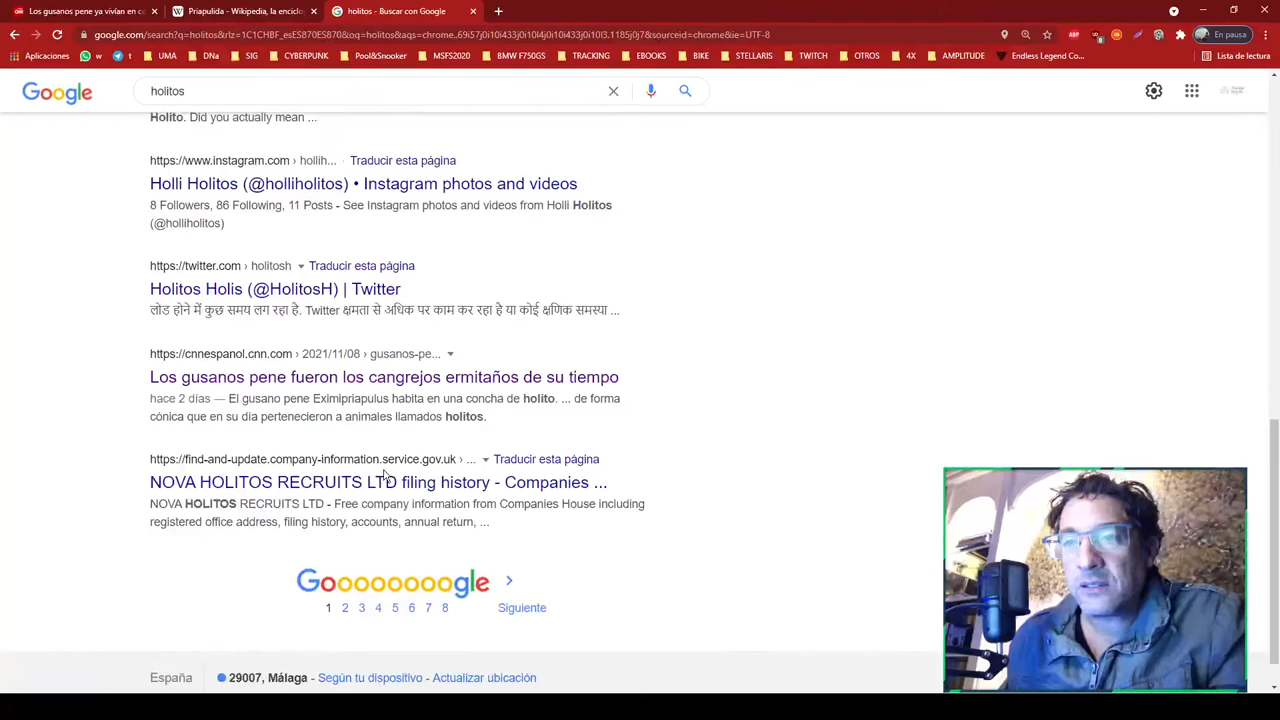 Los gusanos pene ya vivían en c
Priapulida - Wikipedia, la enciclop
holitos - Buscar con Google
google.com/search?q=holitos&rlz=1C1CHBF_esES870ES870&oq=holitos&aqs=chrome..69i57j0i10i433j0i10l4j0i10i433j0i10l3.1185j0j7&sourceid=chrome&ie=UTF-8
ABP
En pausa
Aplicaciones
w
t
UMA
DNa
SIG
CYBERPUNK
Pool&Snooker
MSFS2020
BMW F750GS
TRACKING
EBOOKS
BIKE
STELLARIS
TWITCH
OTROS
4X
AMPLITUDE
Endless Legend Co...
Lista de lectura
Google
holitos
Holito. Did you actually mean ...
https://www.instagram.com › hollih... · Traducir esta página
Holli Holitos (@holliholitos) • Instagram photos and videos
8 Followers, 86 Following, 11 Posts - See Instagram photos and videos from Holli Holitos
(@holliholitos)
https://twitter.com › holitosh Traducir esta página
Holitos Holis (@HolitosH) | Twitter
लोड होने में कुछ समय लग रहा है. Twitter क्षमता से अधिक पर काम कर रहा है या कोई क्षणिक समस्या ...
https://cnnespanol.cnn.com › 2021/11/08 › gusanos-pe...
Los gusanos pene fueron los cangrejos ermitaños de su tiempo
hace 2 días — El gusano pene Eximipriapulus habita en una concha de holito. ... de forma
cónica que en su día pertenecieron a animales llamados holitos.
https://find-and-update.company-information.service.gov.uk › ... Traducir esta página
NOVA HOLITOS RECRUITS LTD filing history - Companies ...
NOVA HOLITOS RECRUITS LTD - Free company information from Companies House including
registered office address, filing history, accounts, annual return, ...
Goooooooogle
1 2 3 4 5 6 7 8 Siguiente
España
29007, Málaga - Según tu dispositivo - Actualizar ubicación